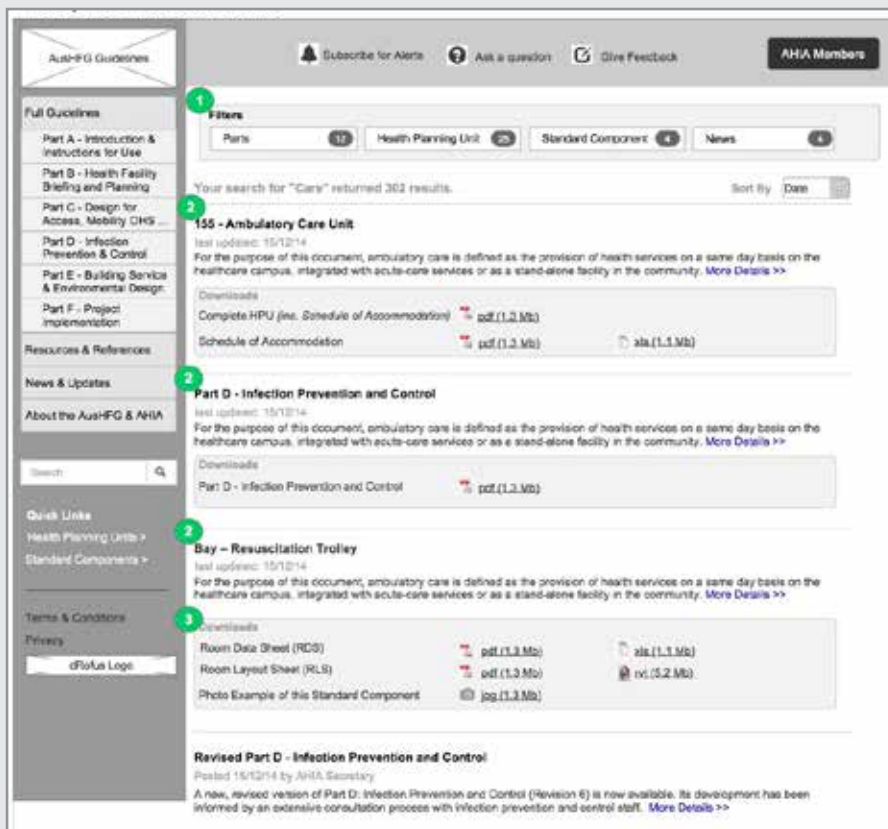 AusHFG Guidelines
Subscribe for Alerts
Ask a question
Give Feedback
AHIA Members
Full Guidelines
Part A - Introduction &
Instructions for Use
Part B - Health Facility
Briefing and Planning
Part C - Design for
Access, Mobility OHS ...
Part D - Infection
Prevention & Control
Part E - Building Service
& Environmental Design
Part F - Project
Implementation
Resources & References
News & Updates
About the AusHFG & AHIA
Search
Quick Links
Health Planning Units >
Standard Components >
Terms & Conditions
Privacy
dRofus Logo
1
Filters
Parts 12 Health Planning Unit 25 Standard Component 4 News
Your search for "Care" returned 302 results.
Sort By Date
2
155 - Ambulatory Care Unit
last updated: 15/12/14
For the purpose of this document, ambulatory care is defined as the provision of health services on a same day basis on the
healthcare campus, integrated with acute-care services or as a stand-alone facility in the community. More Details >>
Downloads
Complete HPU (inc. Schedule of Accommodation) pdf (1.3 Mb)
Schedule of Accommodation pdf (1.3 Mb) xls (1.1 Mb)
2
Part D - Infection Prevention and Control
last updated: 15/12/14
For the purpose of this document, ambulatory care is defined as the provision of health services on a same day basis on the
healthcare campus, integrated with acute-care services or as a stand-alone facility in the community. More Details >>
Downloads
Part D - Infection Prevention and Control pdf (1.3 Mb)
2
Bay – Resuscitation Trolley
last updated: 15/12/14
For the purpose of this document, ambulatory care is defined as the provision of health services on a same day basis on the
healthcare campus, integrated with acute-care services or as a stand-alone facility in the community. More Details >>
3
Downloads
Room Data Sheet (RDS) pdf (1.3 Mb) xls (1.1 Mb)
Room Layout Sheet (RLS) pdf (1.3 Mb) rvt (5.2 Mb)
Photo Example of this Standard Component jpg (1.3 Mb)
Revised Part D - Infection Prevention and Control
Posted 15/12/14 by AHIA Secretary
A new, revised version of Part D: Infection Prevention and Control (Revision 6) is now available. Its development has been
informed by an extensive consultation process with infection prevention and control staff. More Details >>